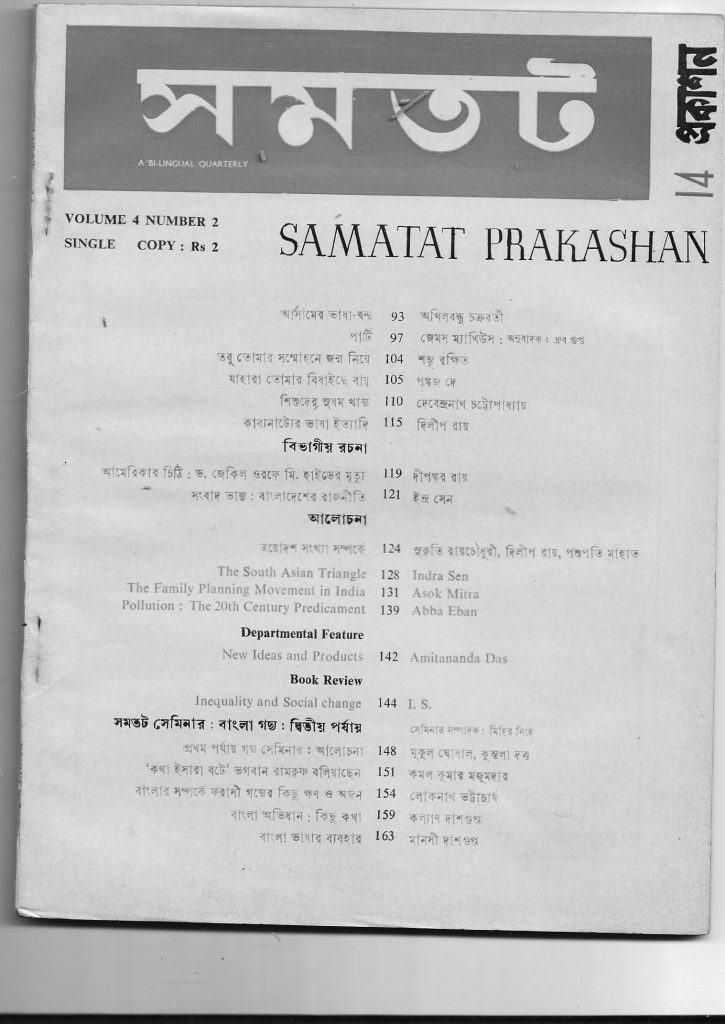 সমতট
প্রকাশন
14
A BI-LINGUAL QUARTERLY
VOLUME 4 NUMBER 2
SINGLE COPY : Rs 2
SAMATAT PRAKASHAN
আসামের ভাষা-দ্বন্দ্ব 93 অখিলবন্ধু চক্রবর্তী
পার্টি 97 জেমস ম্যাথিউস : অনুবাদক : ধ্রুব গুপ্ত
তবু তোমার সম্মোহনে জন্ম নিয়ে 104 শম্ভু রক্ষিত
যাহারা তোমার বিষাইছে বায়ু 105 পঙ্কজ দে
শিশুদের সুষম খাদ্য 110 দেবেন্দ্রনাথ চট্টোপাধ্যায়
কাব্যনাট্যের ভাষা ইত্যাদি 115 দিলীপ রায়
বিভাগীয় রচনা
আমেরিকার চিঠি : ড. জেকিল ওরফে মি. হাইডের মৃত্যু 119 দীপঙ্কর রায়
সংবাদ ভাষ্য : বাংলাদেশের রাজনীতি 121 ইন্দ্র সেন
আলোচনা
ত্রয়োদশ সংখ্যা সম্পর্কে 124 সুকৃতি রায়চৌধুরী, দিলীপ রায়, পশুপতি মাহাত
The South Asian Triangle 128 Indra Sen
The Family Planning Movement in India 131 Asok Mitra
Pollution : The 20th Century Predicament 139 Abba Eban
Departmental Feature
New Ideas and Products 142 Amitananda Das
Book Review
Inequality and Social change 144 I. S.
সমতট সেমিনার : বাংলা গদ্য : দ্বিতীয় পর্যায় সেমিনার সম্পাদক : মিহির সিংহ
প্রথম পর্যায় গদ্য সেমিনার : আলোচনা 148 মুকুল ঘোষাল, কুন্তলা দত্ত
‘কথা ইসারা বটে’ ভগবান রামকৃষ্ণ বলিয়াছেন 151 কমল কুমার মজুমদার
বাংলার সম্পর্কে ফরাসী গদ্যের কিছু ক্ষণ ও অজন 154 লোকনাথ ভট্টাচার্য
বাংলা অভিধান : কিছু কথা 159 কল্যাণ দাশগুপ্ত
বাংলা ভাষার ব্যবহার 163 মানসী দাশগুপ্ত